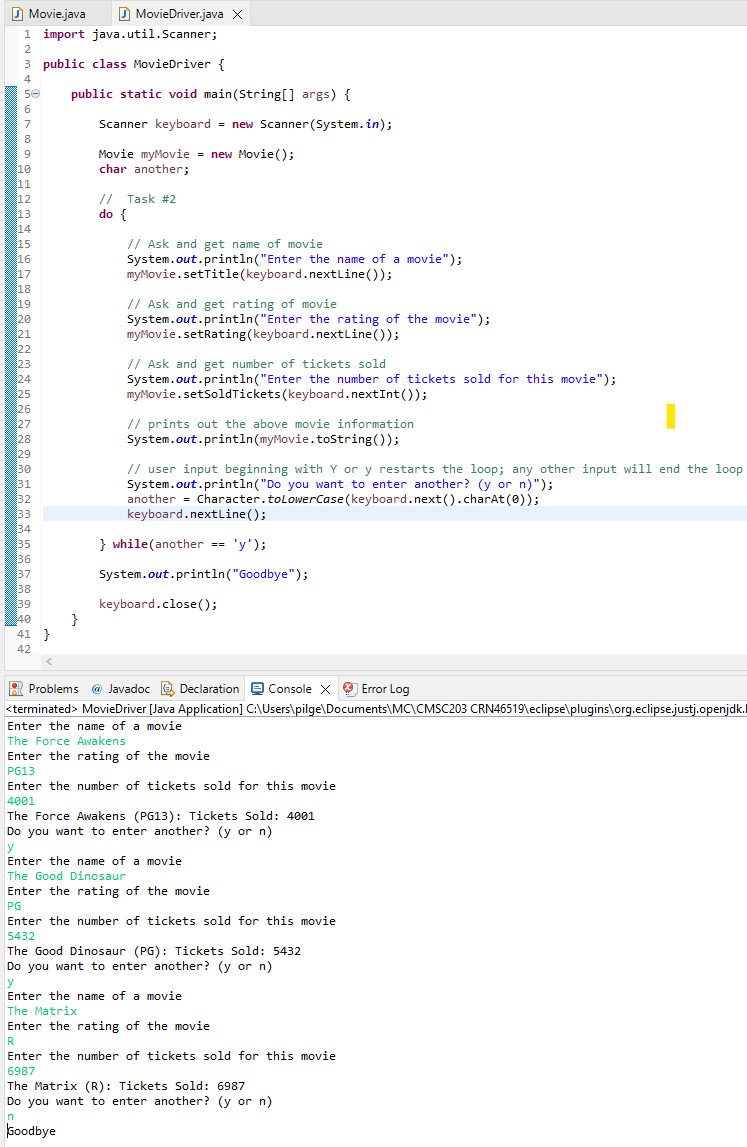 Movie.java MovieDriver.java
1 import java.util.Scanner;
2
3 public class MovieDriver {
4
5 public static void main(String[] args) {
6
7 Scanner keyboard = new Scanner(System.in);
8
9 Movie myMovie = new Movie();
10 char another;
11
12 //  Task #2
13 do {
14
15 // Ask and get name of movie
16 System.out.println("Enter the name of a movie");
17 myMovie.setTitle(keyboard.nextLine());
18
19 // Ask and get rating of movie
20 System.out.println("Enter the rating of the movie");
21 myMovie.setRating(keyboard.nextLine());
22
23 // Ask and get number of tickets sold
24 System.out.println("Enter the number of tickets sold for this movie");
25 myMovie.setSoldTickets(keyboard.nextInt());
26
27 // prints out the above movie information
28 System.out.println(myMovie.toString());
29
30 // user input beginning with Y or y restarts the loop; any other input will end the loop
31 System.out.println("Do you want to enter another? (y or n)");
32 another = Character.toLowerCase(keyboard.next().charAt(0));
33 keyboard.nextLine();
34
35 } while(another == 'y');
36
37 System.out.println("Goodbye");
38
39 keyboard.close();
40 }
41 }
42
Problems @ Javadoc Declaration Console Error Log
<terminated> MovieDriver [Java Application] C:\Users\pilge\Documents\MC\CMSC203 CRN46519\eclipse\plugins\org.eclipse.justj.openjdk.
Enter the name of a movie
The Force Awakens
Enter the rating of the movie
PG13
Enter the number of tickets sold for this movie
4001
The Force Awakens (PG13): Tickets Sold: 4001
Do you want to enter another? (y or n)
y
Enter the name of a movie
The Good Dinosaur
Enter the rating of the movie
PG
Enter the number of tickets sold for this movie
5432
The Good Dinosaur (PG): Tickets Sold: 5432
Do you want to enter another? (y or n)
y
Enter the name of a movie
The Matrix
Enter the rating of the movie
R
Enter the number of tickets sold for this movie
6987
The Matrix (R): Tickets Sold: 6987
Do you want to enter another? (y or n)
n
Goodbye